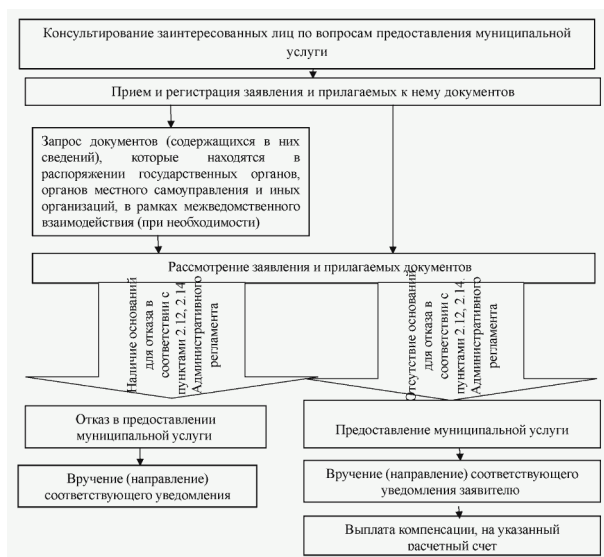 Консультирование заинтересованных лиц по вопросам предоставления муниципальной
услуги
Прием и регистрация заявления и прилагаемых к нему документов
Запрос документов (содержащихся в них
сведений), которые находятся в
распоряжении государственных органов,
органов местного самоуправления и иных
организаций, в рамках межведомственного
взаимодействия (при необходимости)
Рассмотрение заявления и прилагаемых документов
Наличие оснований
для отказа в
соответствии с
пунктами 2.12, 2.14
Административного
регламента
Отсутствие оснований
для отказа в
соответствии с
пунктами 2.12, 2.14.
Административного
регламента
Отказ в предоставлении
муниципальной услуги
Вручение (направление)
соответствующего уведомления
Предоставление муниципальной услуги
Вручение (направление) соответствующего
уведомления заявителю
Выплата компенсации, на указанный
расчетный счет